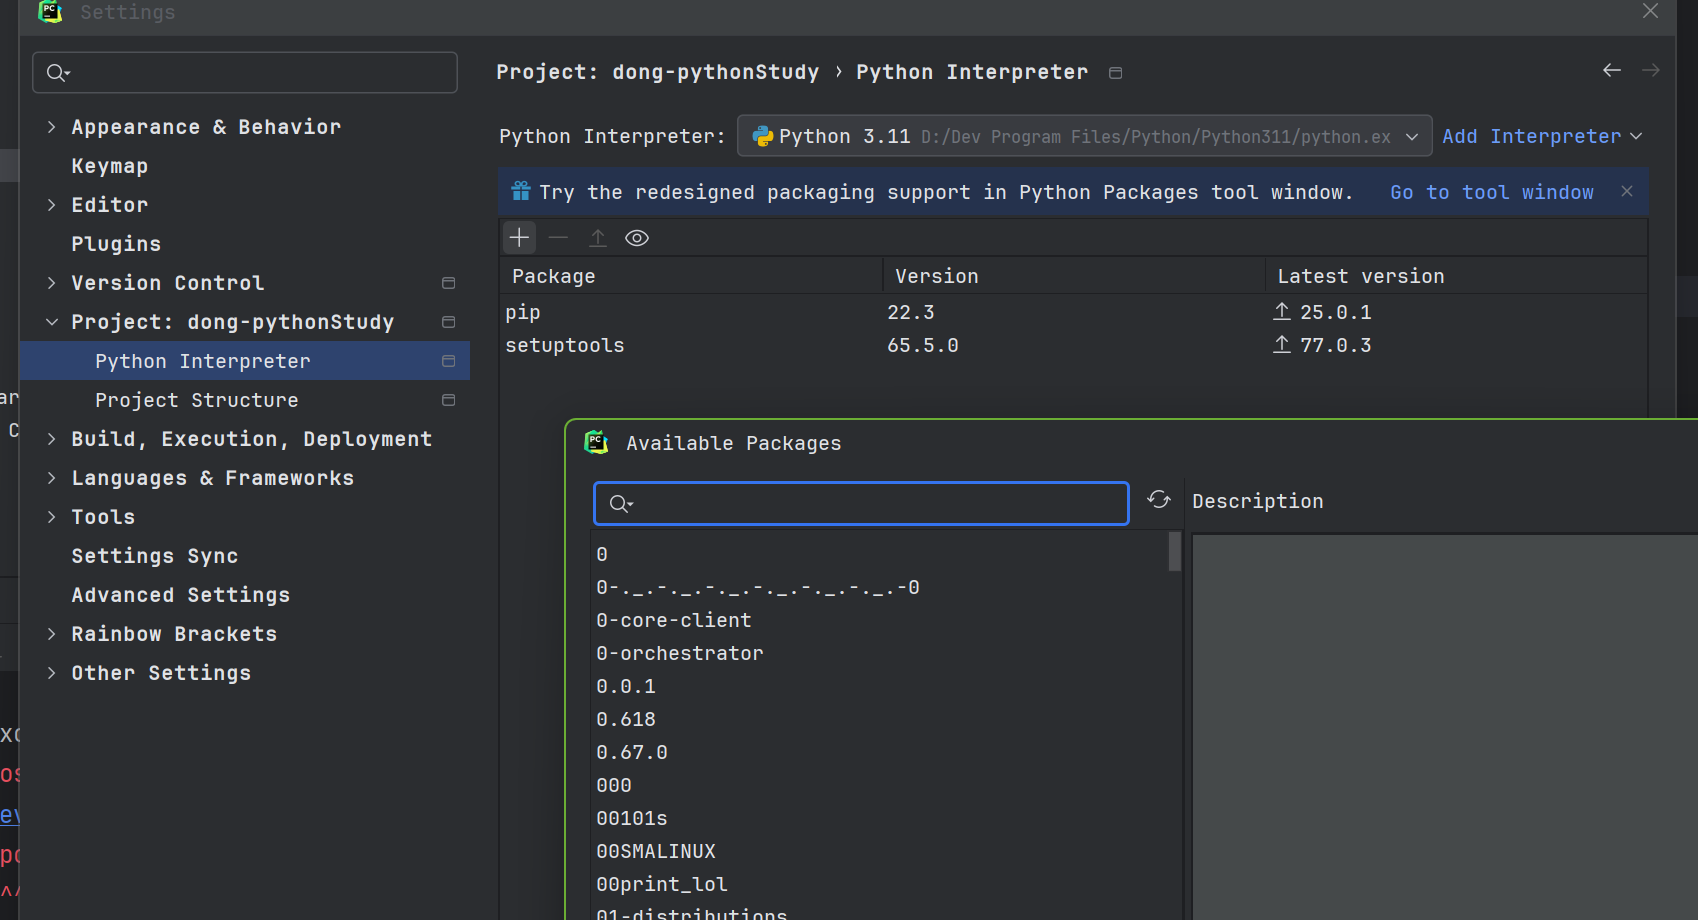 Settings
Project: dong-pythonStudy › Python Interpreter
Appearance & Behavior
Keymap
Editor
Plugins
Version Control
Project: dong-pythonStudy
Python Interpreter
Project Structure
Build, Execution, Deployment
Languages & Frameworks
Tools
Settings Sync
Advanced Settings
Rainbow Brackets
Other Settings
Python Interpreter: Python 3.11 D:/Dev Program Files/Python/Python311/python.ex Add Interpreter
Try the redesigned packaging support in Python Packages tool window. Go to tool window
Package Version Latest version
pip 22.3 25.0.1
setuptools 65.5.0 77.0.3
Available Packages
Description
0
0-._.-._.-._.-._.-._.-._.-0
0-core-client
0-orchestrator
0.0.1
0.618
0.67.0
000
00101s
00SMALINUX
00print_lol
01-distributions